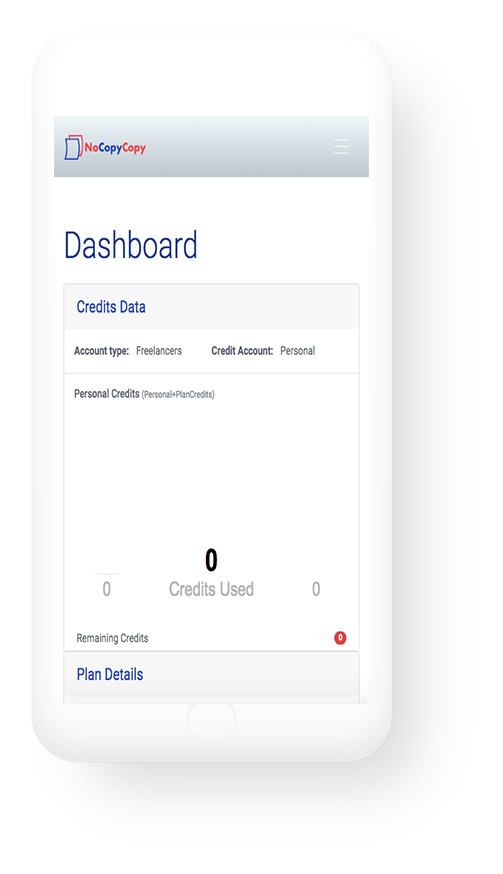 NoCopyCopy
Dashboard
Credits Data
Account type: Freelancers Credit Account: Personal
Personal Credits (Personal+PlanCredits)
0
0 Credits Used 0
Remaining Credits 0
Plan Details